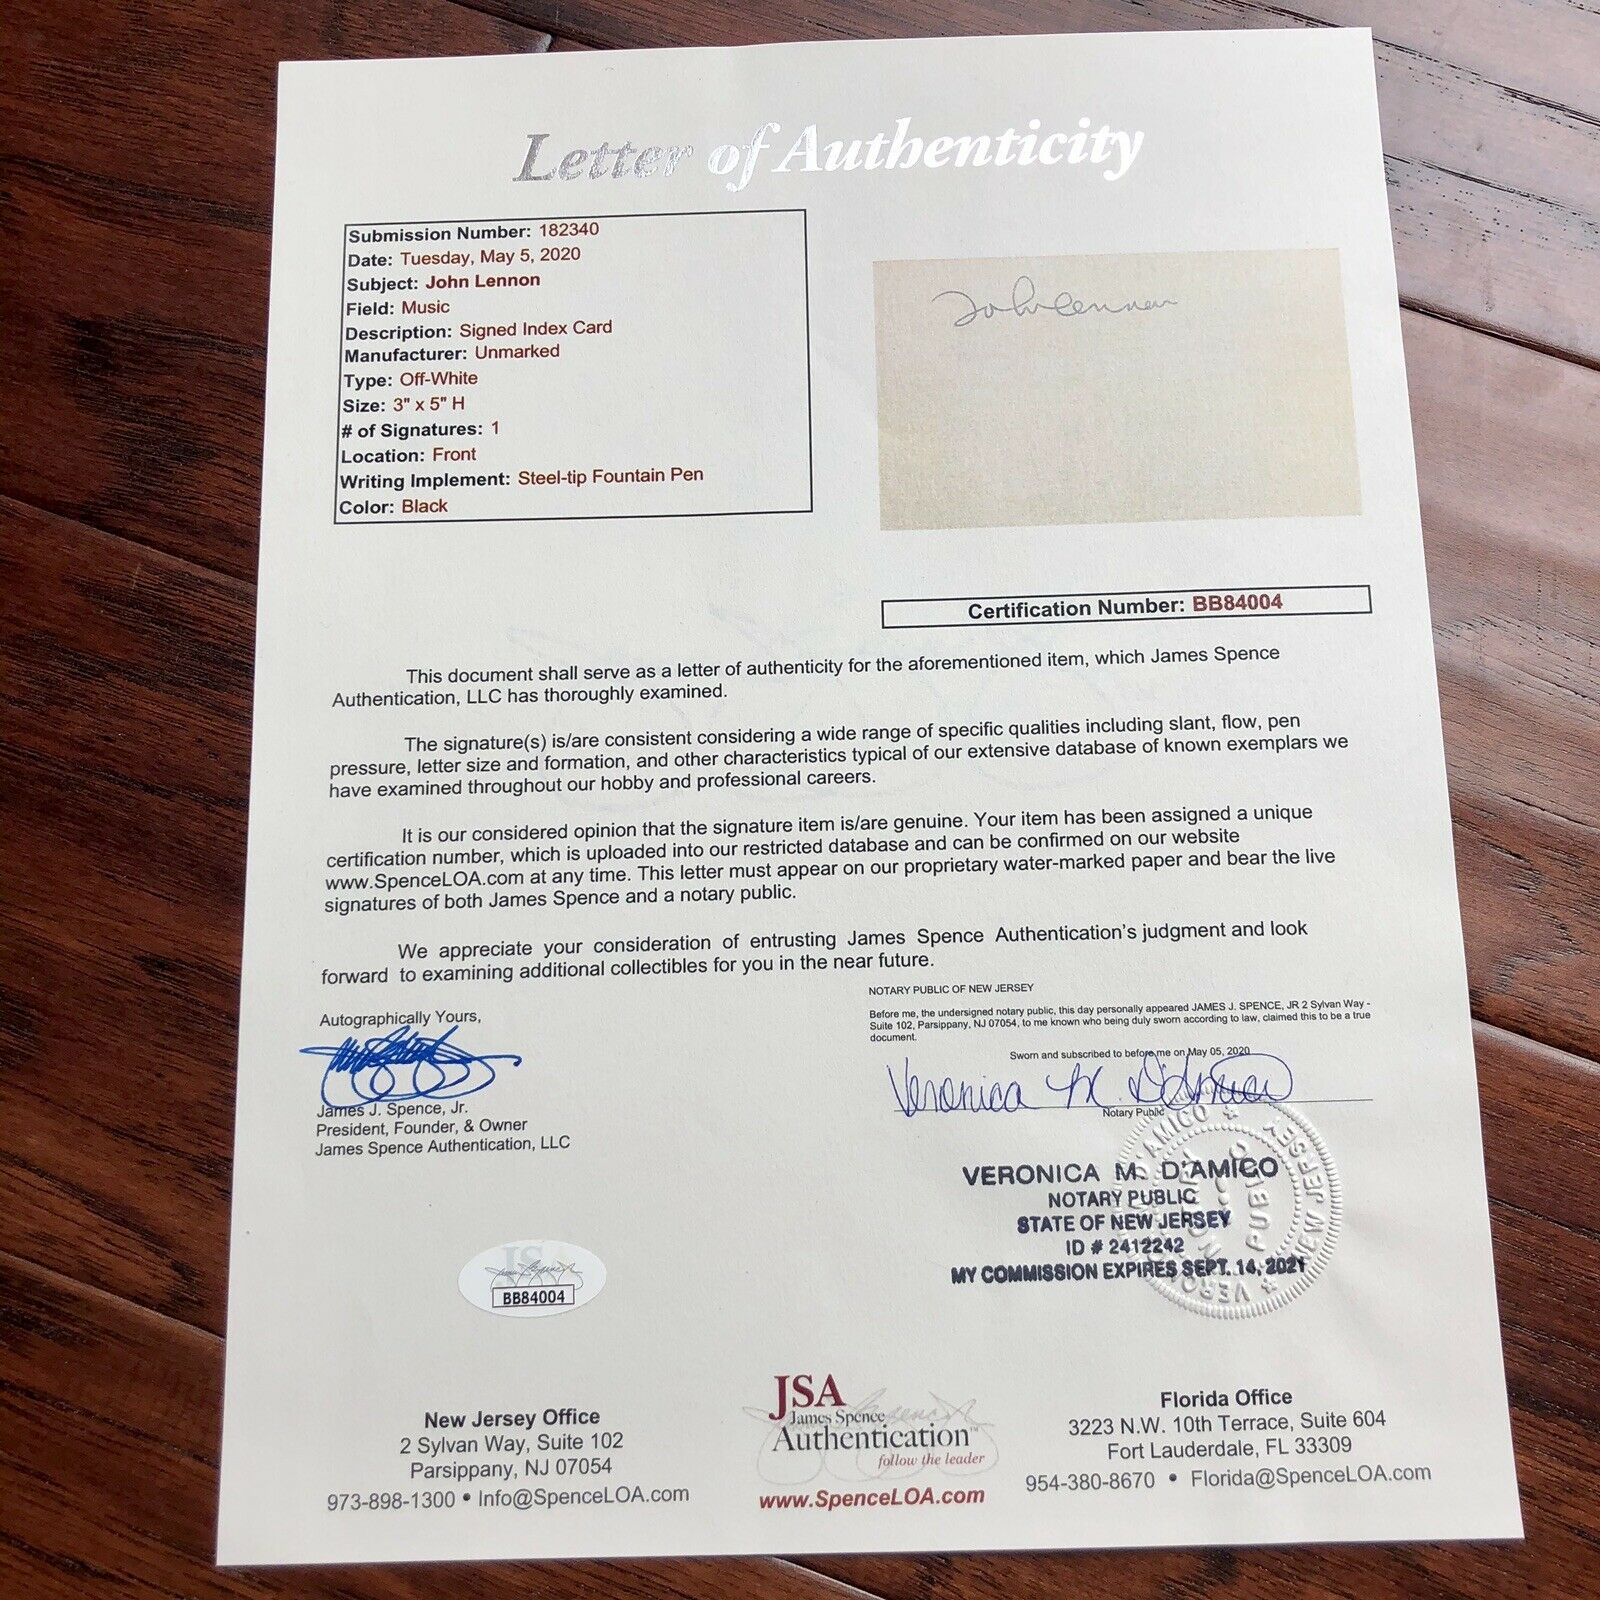 Letter of Authenticity
Submission Number: 182340
Date: Tuesday, May 5, 2020
Subject: John Lennon
Field: Music
Description: Signed Index Card
Manufacturer: Unmarked
Type: Off-White
Size: 3" x 5" H
# of Signatures: 1
Location: Front
Writing Implement: Steel-tip Fountain Pen
Color: Black
John Lennon
Certification Number: BB84004
This document shall serve as a letter of authenticity for the aforementioned item, which James Spence
Authentication, LLC has thoroughly examined.
The signature(s) is/are consistent considering a wide range of specific qualities including slant, flow, pen
pressure, letter size and formation, and other characteristics typical of our extensive database of known exemplars we
have examined throughout our hobby and professional careers.
It is our considered opinion that the signature item is/are genuine. Your item has been assigned a unique
certification number, which is uploaded into our restricted database and can be confirmed on our website
www.SpenceLOA.com at any time. This letter must appear on our proprietary water-marked paper and bear the live
signatures of both James Spence and a notary public.
We appreciate your consideration of entrusting James Spence Authentication's judgment and look
forward to examining additional collectibles for you in the near future.
Autographically Yours,
James J. Spence, Jr.
President, Founder, & Owner
James Spence Authentication, LLC
NOTARY PUBLIC OF NEW JERSEY
Before me, the undersigned notary public, this day personally appeared JAMES J. SPENCE, JR 2 Sylvan Way -
Suite 102, Parsippany, NJ 07054, to me known who being duly sworn according to law, claimed this to be a true
document.
Sworn and subscribed to before me on May 05, 2020
Veronica M. D'Amico
Notary Public
VERONICA M. D'AMICO
NOTARY PUBLIC
STATE OF NEW JERSEY
ID # 2412242
MY COMMISSION EXPIRES SEPT. 14, 2021
JSA
BB84004
New Jersey Office
2 Sylvan Way, Suite 102
Parsippany, NJ 07054
973-898-1300 • Info@SpenceLOA.com
JSA
James Spence
Authentication™
follow the leader
www.SpenceLOA.com
Florida Office
3223 N.W. 10th Terrace, Suite 604
Fort Lauderdale, FL 33309
954-380-8670 • Florida@SpenceLOA.com